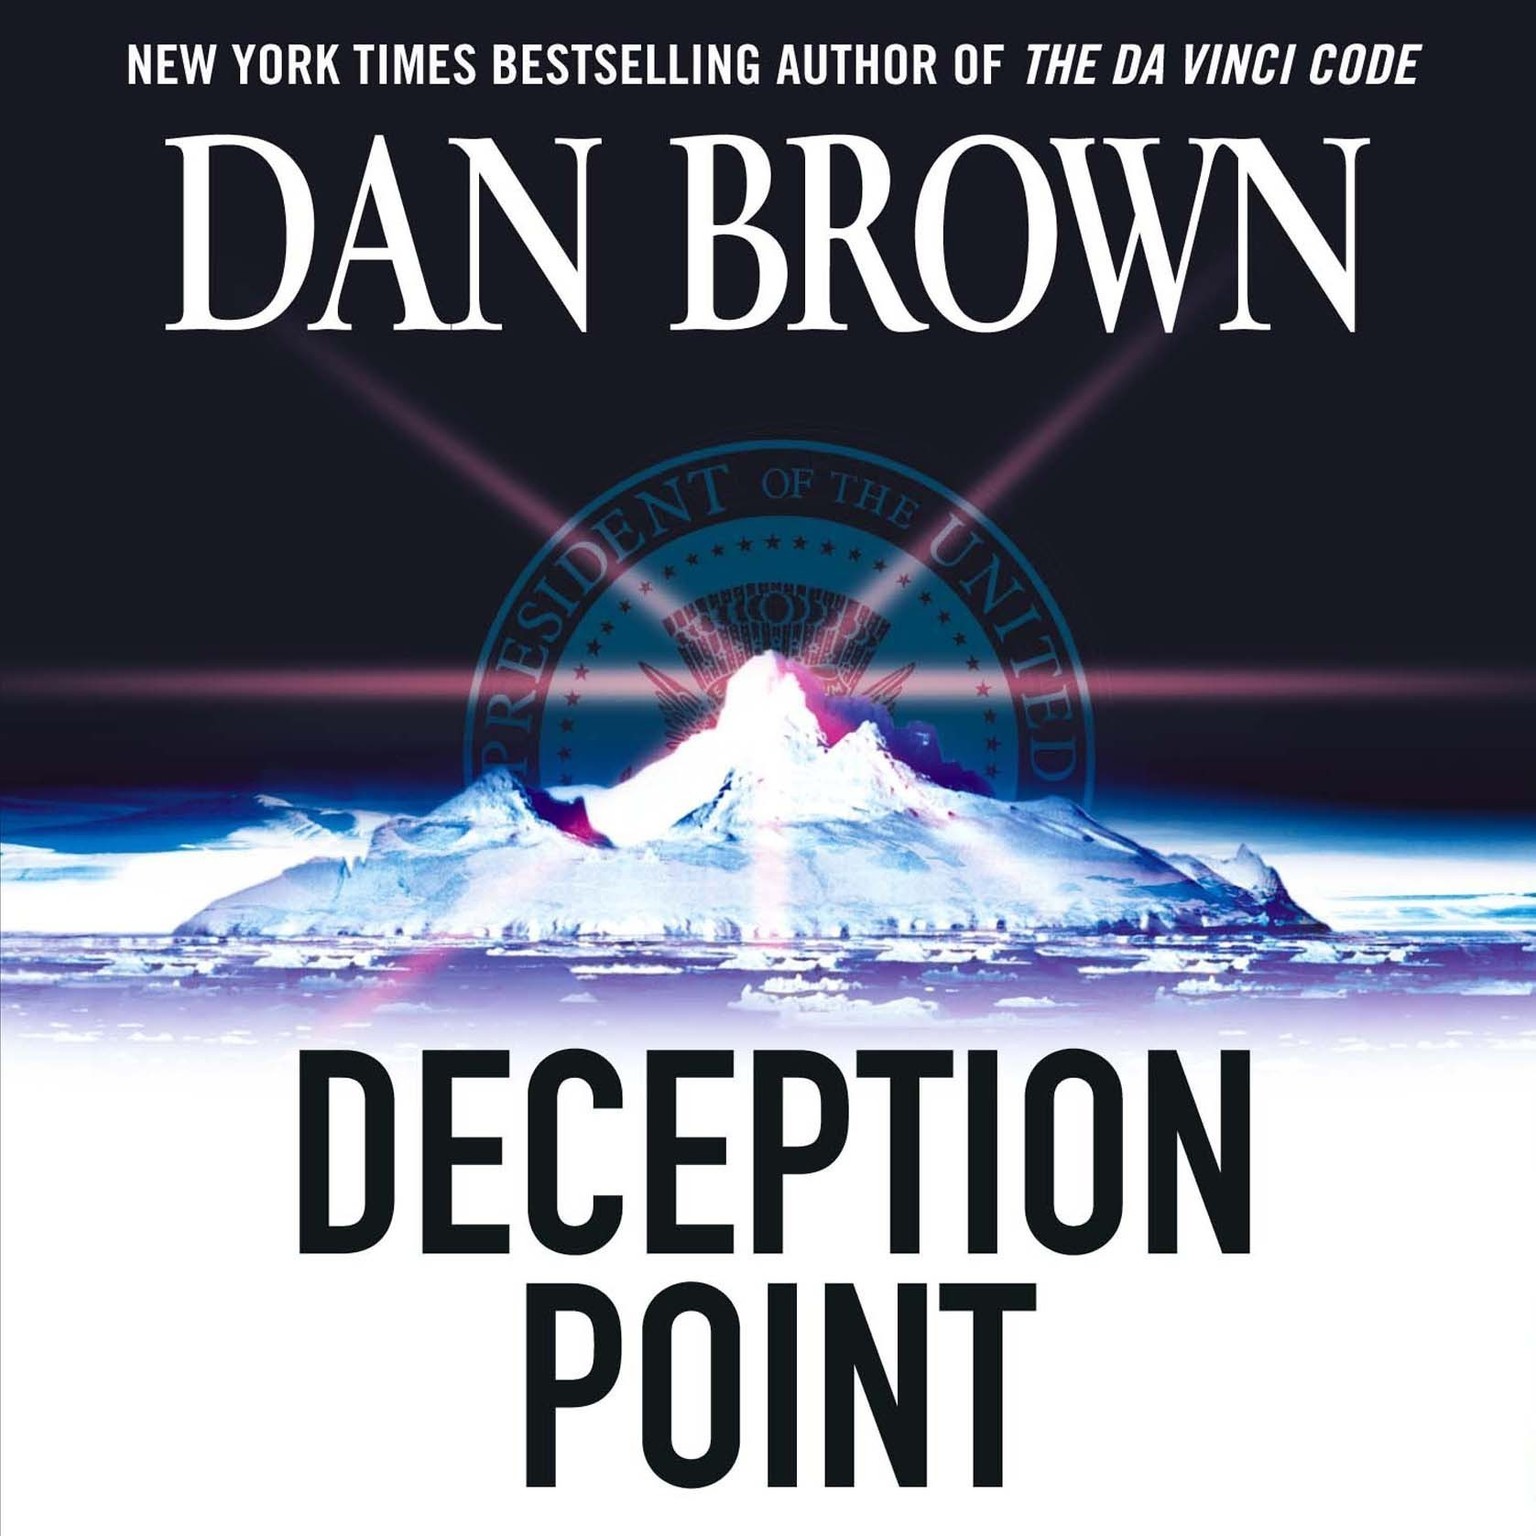 NEW YORK TIMES BESTSELLING AUTHOR OF THE DA VINCI CODE
DAN BROWN
PRESIDENT OF THE UNITED
DECEPTION
POINT